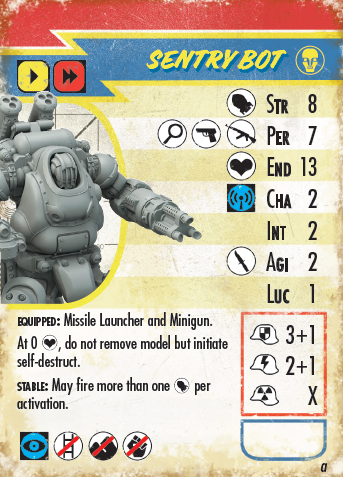 SENTRY BOT
STR 8
PER 7
END 13
CHA 2
INT 2
AGI 2
LUC 1
3+1
2+1
X
EQUIPPED: Missile Launcher and Minigun.
At 0 , do not remove model but initiate
self-destruct.
STABLE: May fire more than one per
activation.
a